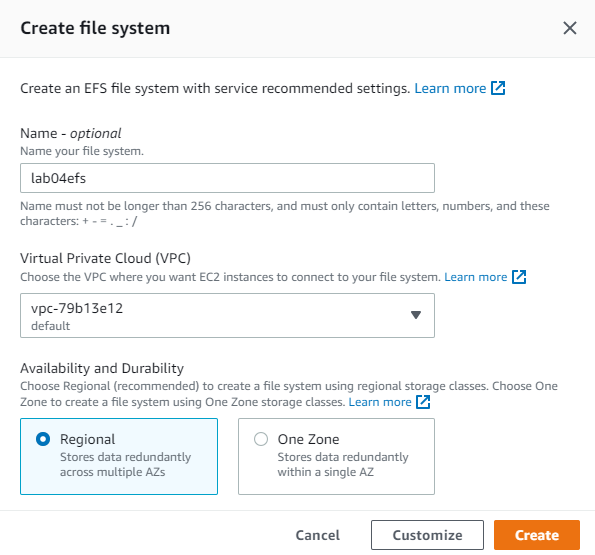 Create file system
Create an EFS file system with service recommended settings. Learn more
Name - optional
Name your file system.
lab04efs
Name must not be longer than 256 characters, and must only contain letters, numbers, and these
characters: + - = . _ : /
Virtual Private Cloud (VPC)
Choose the VPC where you want EC2 instances to connect to your file system. Learn more
vpc-79b13e12
default
Availability and Durability
Choose Regional (recommended) to create a file system using regional storage classes. Choose One
Zone to create a file system using One Zone storage classes. Learn more
Regional
Stores data redundantly
across multiple AZs
One Zone
Stores data redundantly
within a single AZ
Cancel
Customize
Create